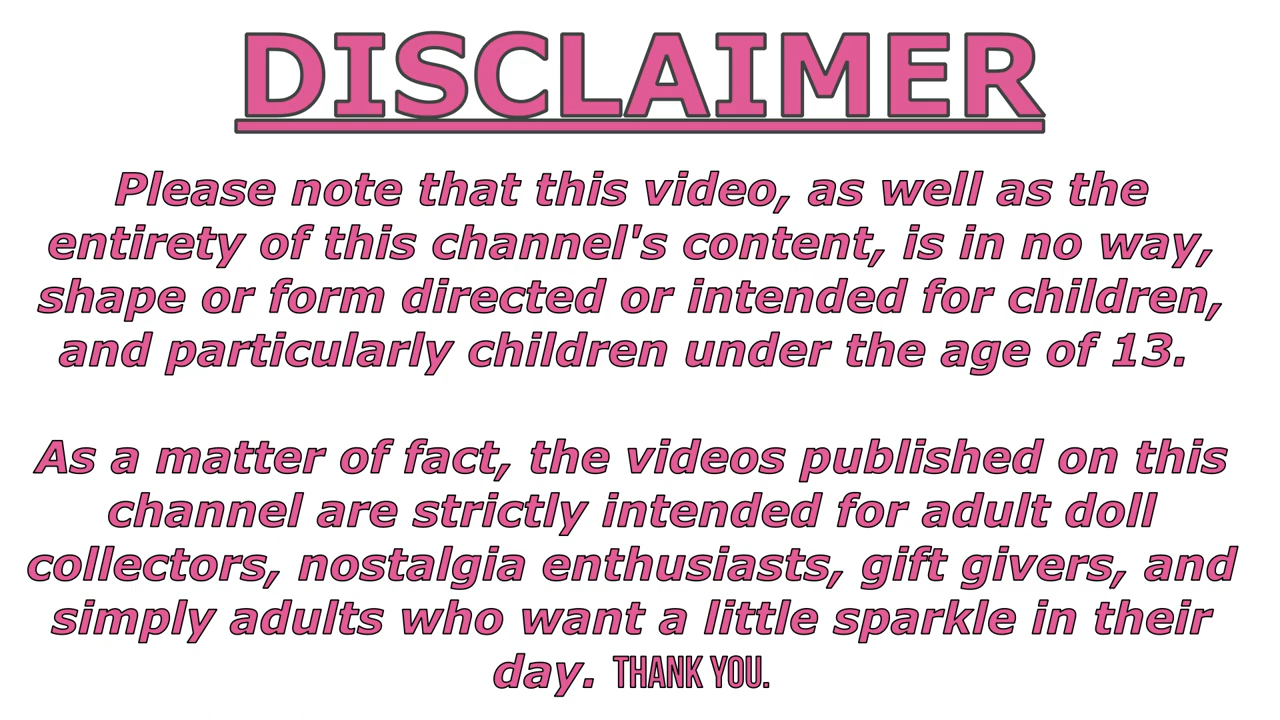 DISCLAIMER
Please note that this video, as well as the
entirety of this channel's content, is in no way,
shape or form directed or intended for children,
and particularly children under the age of 13.
As a matter of fact, the videos published on this
channel are strictly intended for adult doll
collectors, nostalgia enthusiasts, gift givers, and
simply adults who want a little sparkle in their
day. THANK YOU.